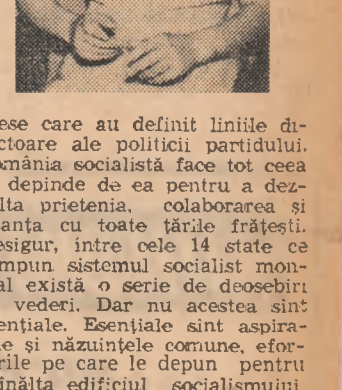 ese care au definit liniile di-
ctoare ale politicii partidului.
mânia socialistă face tot ceea
depinde de ea pentru a dez-
lta prietenia, colaborarea și
anța cu toate țările frățești.
esigur, între cele 14 state ce
mpun sistemul socialist mon-
al există o serie de deosebiri
vederi. Dar nu acestea sînt
ențiale. Esențiale sint aspira-
le și năzuințele comune, efor-
rile pe care le depun pentru
înălța edificiul socialismului,